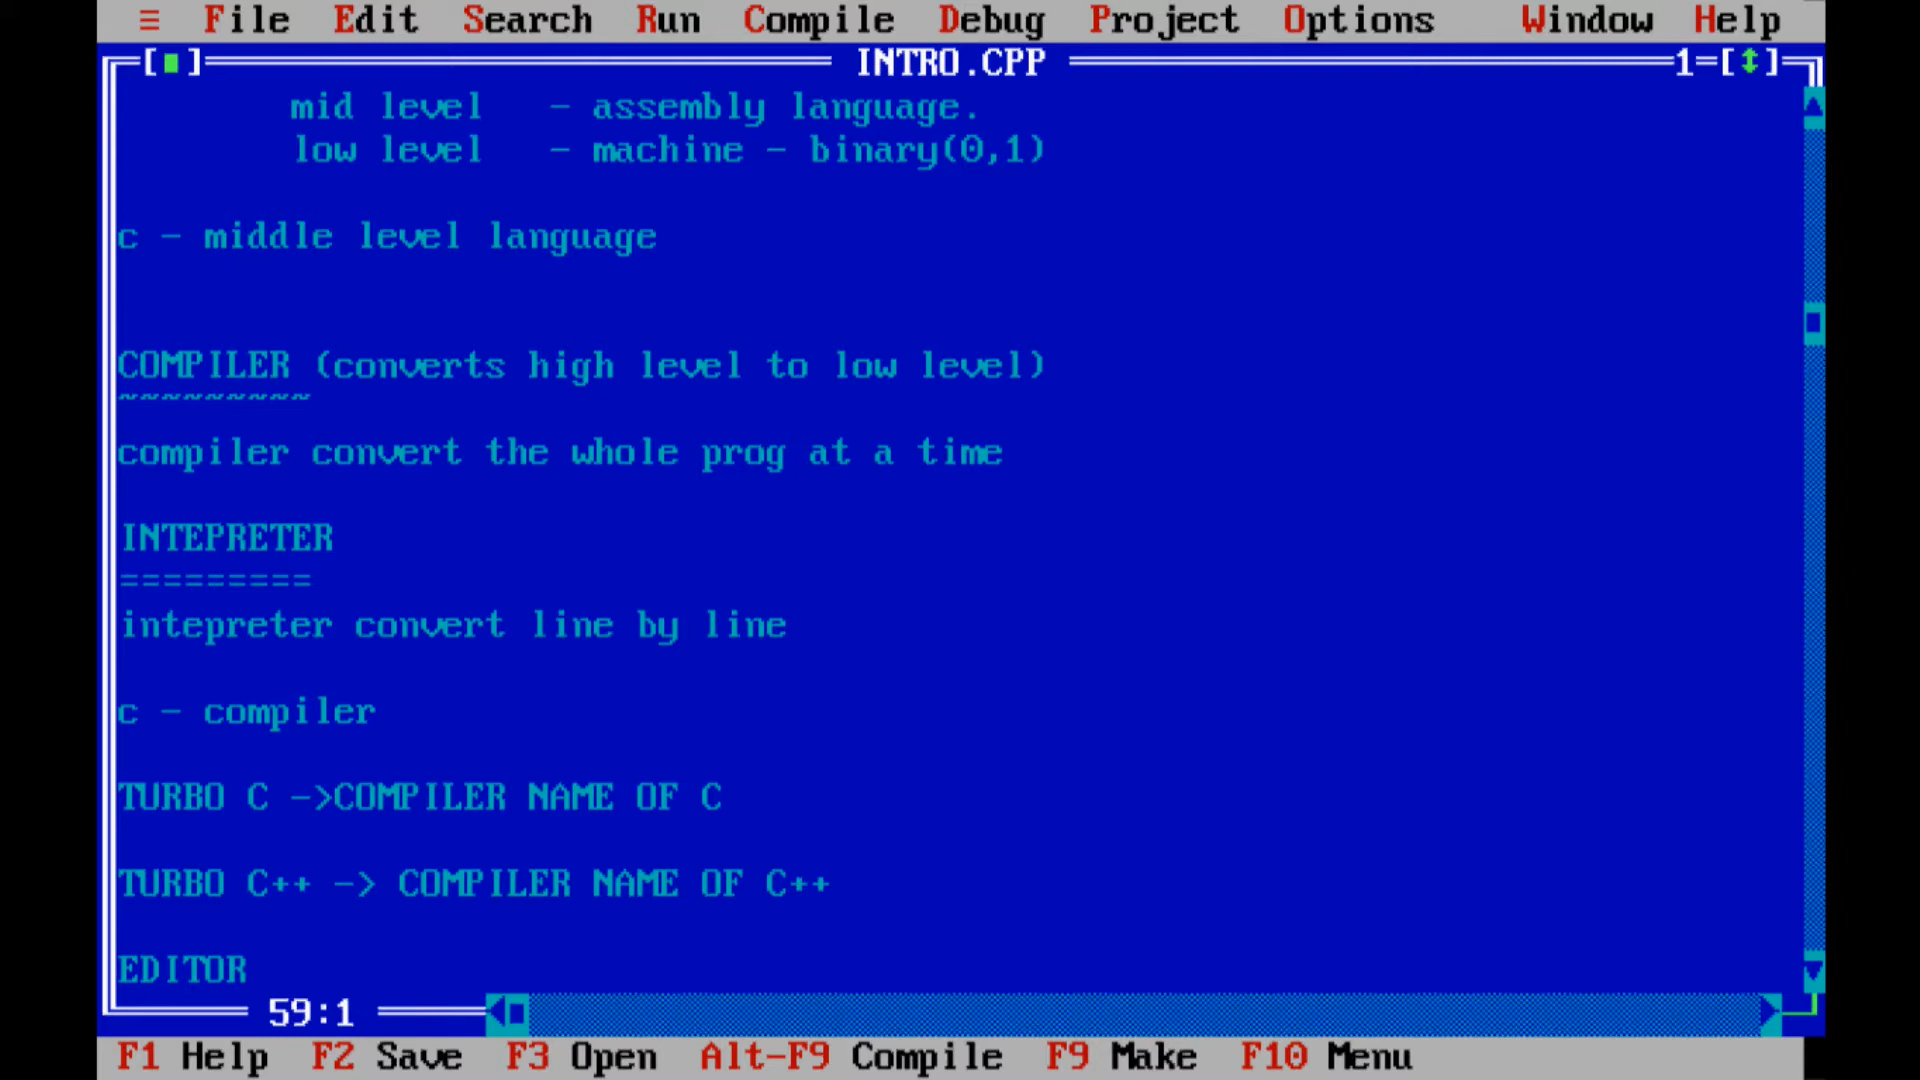 ≡ File Edit Search Run Compile Debug Project Options Window Help
[■] INTRO.CPP 1=[↕]
mid level - assembly language.
low level - machine - binary(0,1)
c - middle level language
COMPILER (converts high level to low level)
~~~~~~~~~
compiler convert the whole prog at a time
INTEPRETER
=========
intepreter convert line by line
c - compiler
TURBO C ->COMPILER NAME OF C
TURBO C++ -> COMPILER NAME OF C++
EDITOR
59:1
F1 Help F2 Save F3 Open Alt-F9 Compile F9 Make F10 Menu